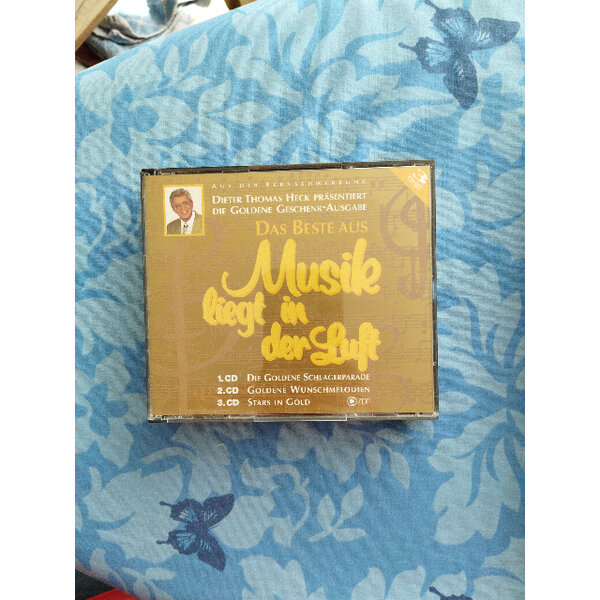 AUS DER FERNSEHWERBUNG
DIETER THOMAS HECK PRÄSENTIERT
DIE GOLDENE GESCHENK-AUSGABE
DAS BESTE AUS
Musik
liegt in
der Luft
1. CD DIE GOLDENE SCHLAGERPARADE
2. CD GOLDENE WUNSCHMELODIEN
3. CD STARS IN GOLD
ZDF